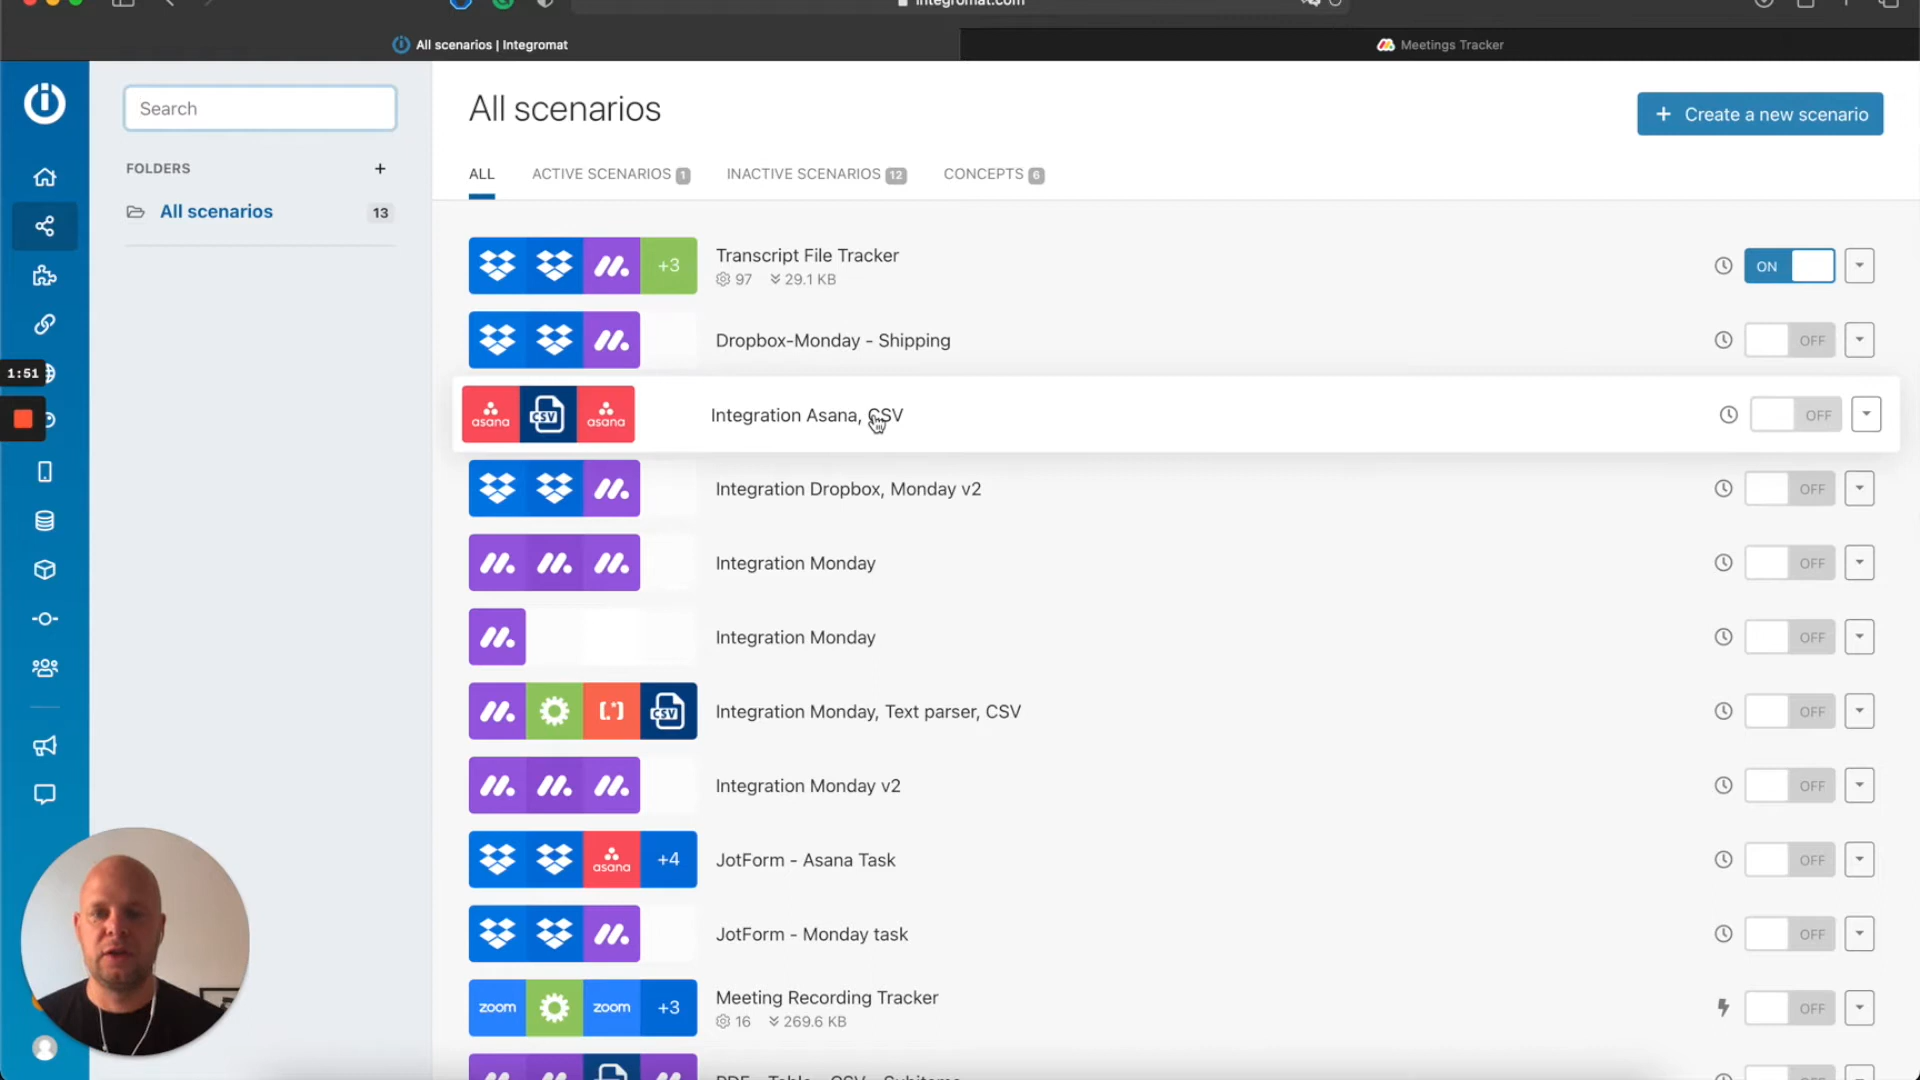 integromat.com
All scenarios | Integromat
Meetings Tracker
Search
FOLDERS
+
All scenarios
13
All scenarios
+ Create a new scenario
ALL
ACTIVE SCENARIOS 1
INACTIVE SCENARIOS 12
CONCEPTS 6
+3
Transcript File Tracker
97 29.1 KB
ON
Dropbox-Monday - Shipping
OFF
1:51
asana
CSV
asana
Integration Asana, CSV
OFF
Integration Dropbox, Monday v2
OFF
Integration Monday
OFF
Integration Monday
OFF
[.*]
CSV
Integration Monday, Text parser, CSV
OFF
Integration Monday v2
OFF
asana
+4
JotForm - Asana Task
OFF
JotForm - Monday task
OFF
zoom
zoom
+3
Meeting Recording Tracker
16 269.6 KB
OFF